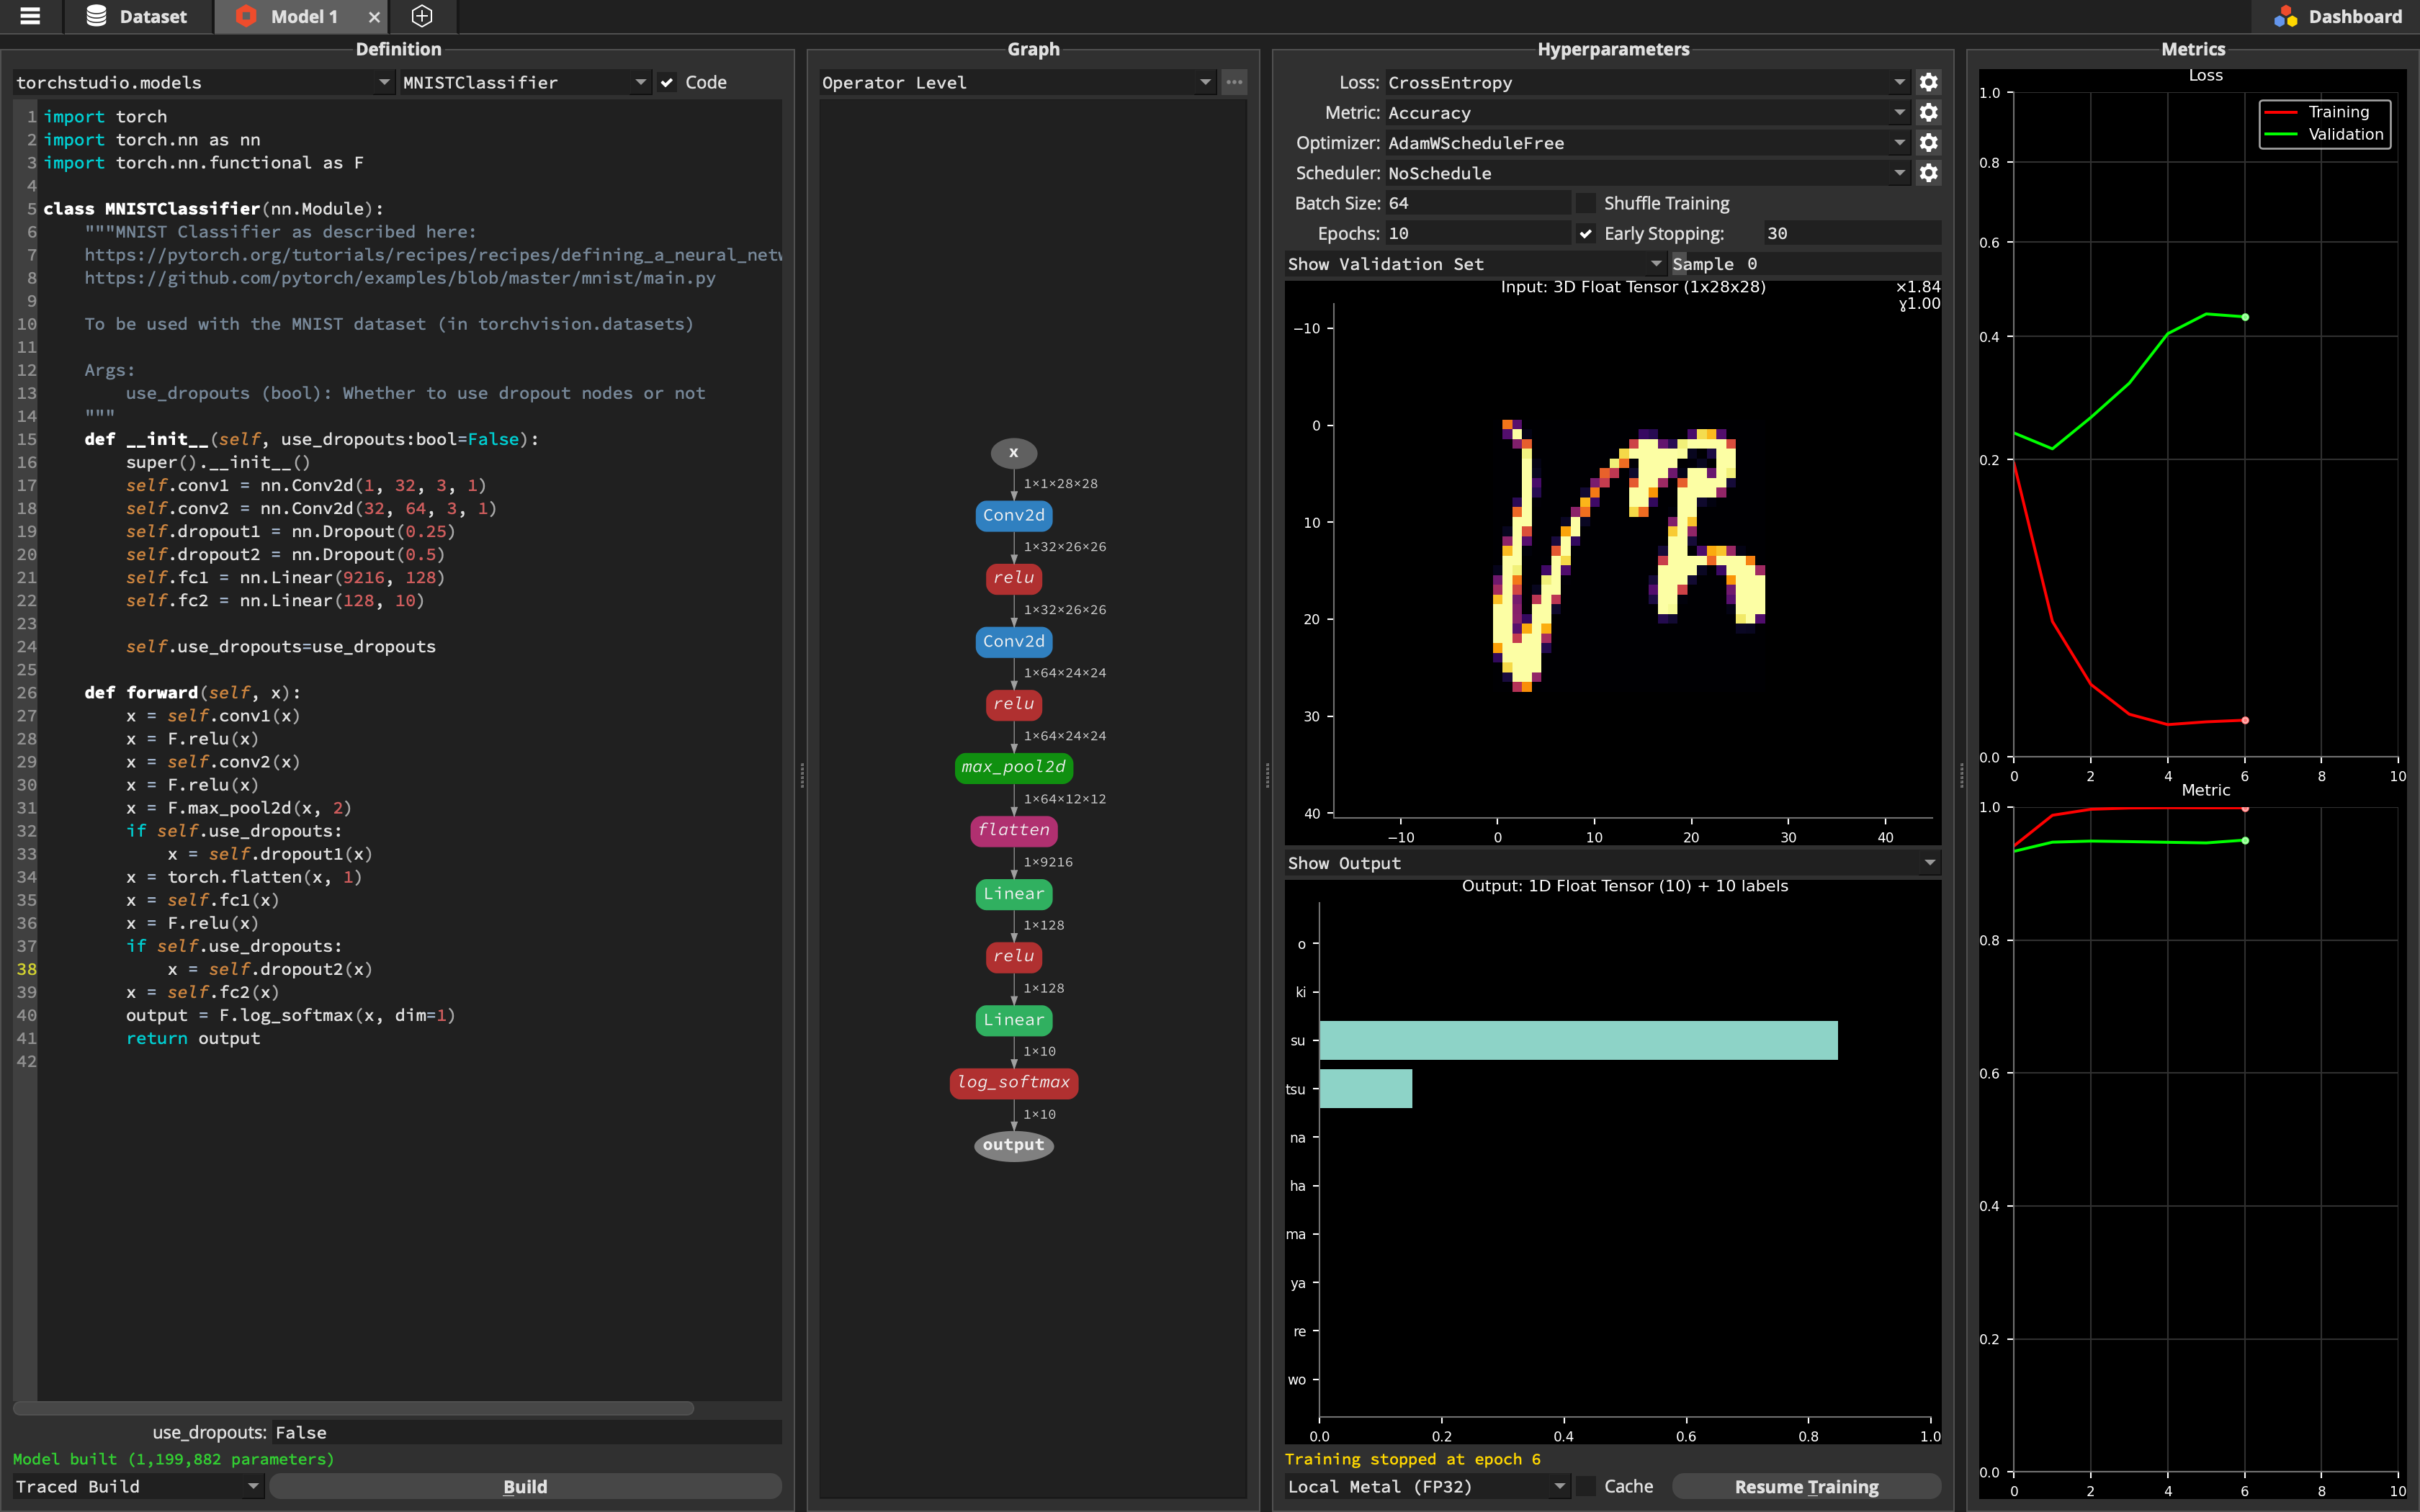 Dataset
Model 1
Dashboard
Definition
torchstudio.models
MNISTClassifier
Code
1 import torch
2 import torch.nn as nn
3 import torch.nn.functional as F
4
5 class MNISTClassifier(nn.Module):
6 """MNIST Classifier as described here:
7 https://pytorch.org/tutorials/recipes/recipes/defining_a_neural_netw
8 https://github.com/pytorch/examples/blob/master/mnist/main.py
9
10 To be used with the MNIST dataset (in torchvision.datasets)
11
12 Args:
13 use_dropouts (bool): Whether to use dropout nodes or not
14 """
15 def __init__(self, use_dropouts:bool=False):
16 super().__init__()
17 self.conv1 = nn.Conv2d(1, 32, 3, 1)
18 self.conv2 = nn.Conv2d(32, 64, 3, 1)
19 self.dropout1 = nn.Dropout(0.25)
20 self.dropout2 = nn.Dropout(0.5)
21 self.fc1 = nn.Linear(9216, 128)
22 self.fc2 = nn.Linear(128, 10)
23
24 self.use_dropouts=use_dropouts
25
26 def forward(self, x):
27 x = self.conv1(x)
28 x = F.relu(x)
29 x = self.conv2(x)
30 x = F.relu(x)
31 x = F.max_pool2d(x, 2)
32 if self.use_dropouts:
33 x = self.dropout1(x)
34 x = torch.flatten(x, 1)
35 x = self.fc1(x)
36 x = F.relu(x)
37 if self.use_dropouts:
38 x = self.dropout2(x)
39 x = self.fc2(x)
40 output = F.log_softmax(x, dim=1)
41 return output
42
use_dropouts: False
Model built (1,199,882 parameters)
Traced Build
Build
Graph
Operator Level
x
1×1×28×28
Conv2d
1×32×26×26
relu
1×32×26×26
Conv2d
1×64×24×24
relu
1×64×24×24
max_pool2d
1×64×12×12
flatten
1×9216
Linear
1×128
relu
1×128
Linear
1×10
log_softmax
1×10
output
Hyperparameters
Loss: CrossEntropy
Metric: Accuracy
Optimizer: AdamWScheduleFree
Scheduler: NoSchedule
Batch Size: 64 Shuffle Training
Epochs: 10 Early Stopping: 30
Show Validation Set Sample 0
Input: 3D Float Tensor (1x28x28)
×1.84
γ1.00
−10
0
10
20
30
40
−10 0 10 20 30 40
Show Output
Output: 1D Float Tensor (10) + 10 labels
o
ki
su
tsu
na
ha
ma
ya
re
wo
0.0 0.2 0.4 0.6 0.8 1.0
Training stopped at epoch 6
Local Metal (FP32)
Cache
Resume Training
Metrics
Loss
Training
Validation
1.0
0.8
0.6
0.4
0.2
0.0
0 2 4 6 8 10
Metric
1.0
0.8
0.6
0.4
0.2
0.0
0 2 4 6 8 10